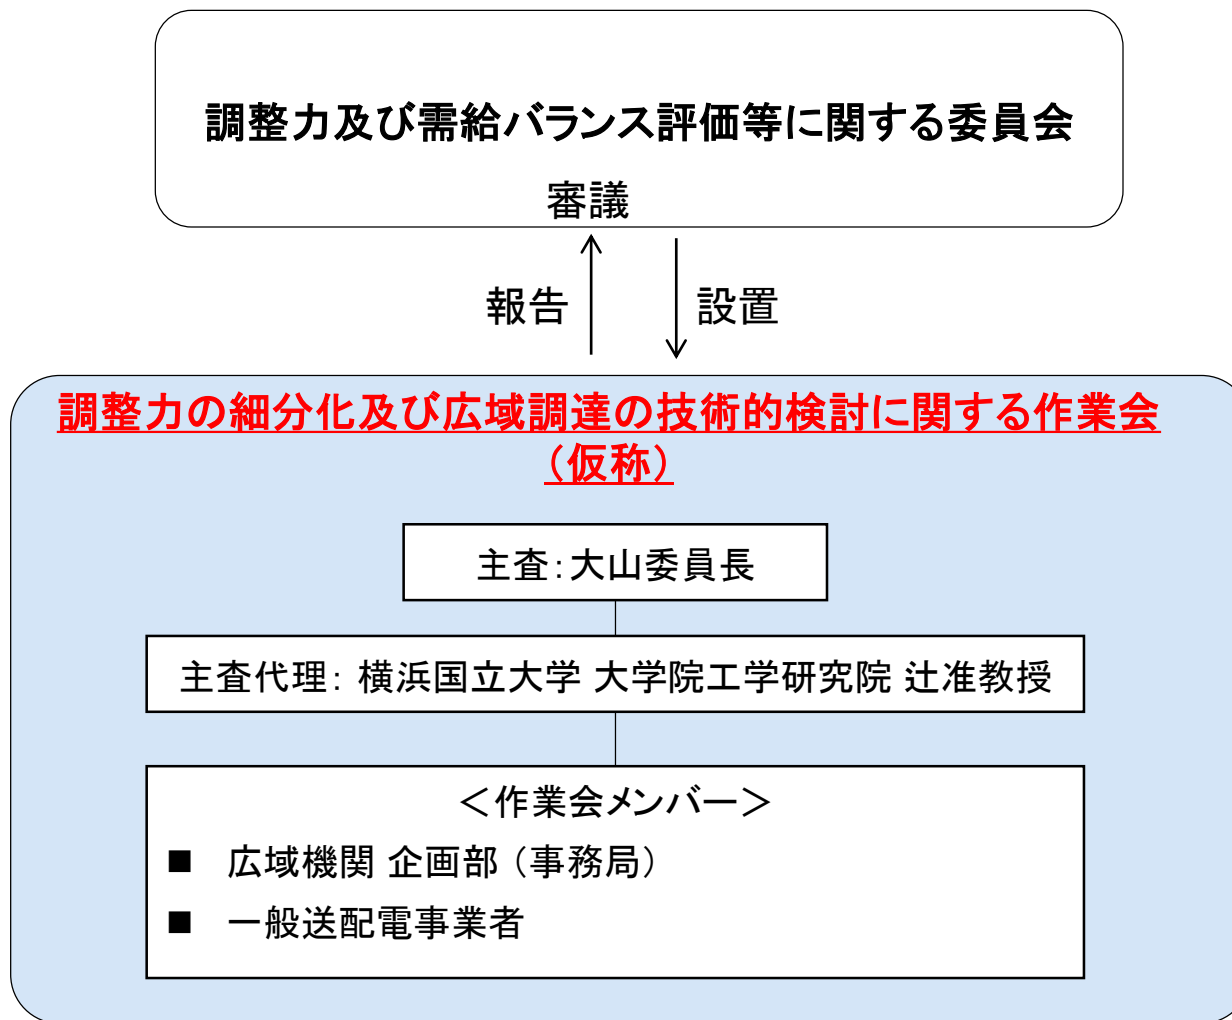 調整力及び需給バランス評価等に関する委員会
審議
報告
設置
調整力の細分化及び広域調達の技術的検討に関する作業会
（仮称）
主査：大山委員長
主査代理：横浜国立大学 大学院工学研究院 辻准教授
＜作業会メンバー＞
■ 広域機関 企画部（事務局）
■ 一般送配電事業者